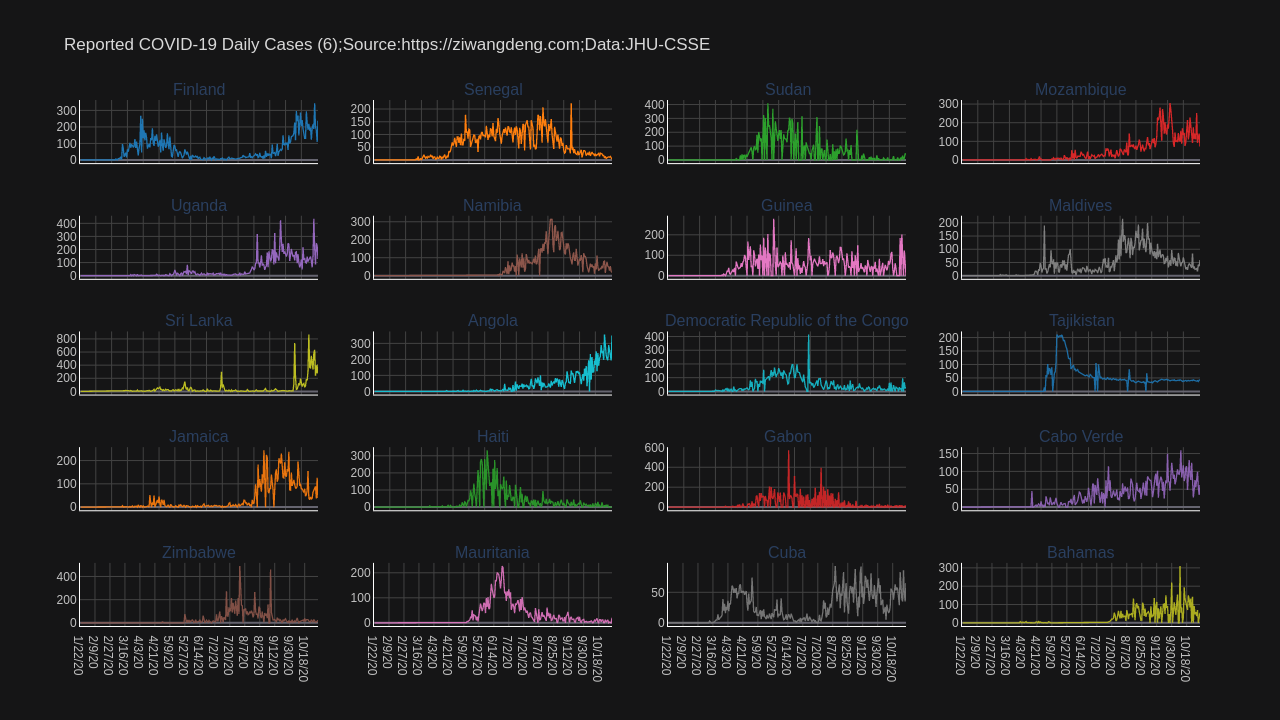 Reported COVID-19 Daily Cases (6);Source:https://ziwangdeng.com;Data:JHU-CSSE
Finland Senegal Sudan Mozambique
300 200 100 0
200 150 100 50 0
400 300 200 100 0
300 200 100 0
Uganda Namibia Guinea Maldives
400 300 200 100 0
300 200 100 0
200 100 0
200 150 100 50 0
Sri Lanka Angola Democratic Republic of the Congo Tajikistan
800 600 400 200 0
300 200 100 0
400 300 200 100 0
200 150 100 50 0
Jamaica Haiti Gabon Cabo Verde
200 100 0
300 200 100 0
600 400 200 0
150 100 50 0
Zimbabwe Mauritania Cuba Bahamas
400 200 0
200 100 0
50 0
300 200 100 0
1/22/20 2/9/20 3/16/20 4/3/20 4/21/20 5/9/20 5/27/20 6/14/20 7/2/20 7/20/20 8/7/20 8/25/20 9/12/20 9/30/20 10/18/20
1/22/20 2/9/20 2/27/20 3/16/20 4/3/20 4/21/20 5/9/20 5/27/20 6/14/20 7/2/20 7/20/20 8/7/20 8/25/20 9/12/20 9/30/20 10/18/20
1/22/20 2/9/20 2/27/20 3/16/20 4/3/20 4/21/20 5/9/20 5/27/20 6/14/20 7/2/20 7/20/20 8/7/20 8/25/20 9/12/20 9/30/20 10/18/20
1/22/20 2/9/20 2/27/20 3/16/20 4/3/20 4/21/20 5/9/20 5/27/20 6/14/20 7/2/20 7/20/20 8/7/20 8/25/20 9/12/20 9/30/20 10/18/20